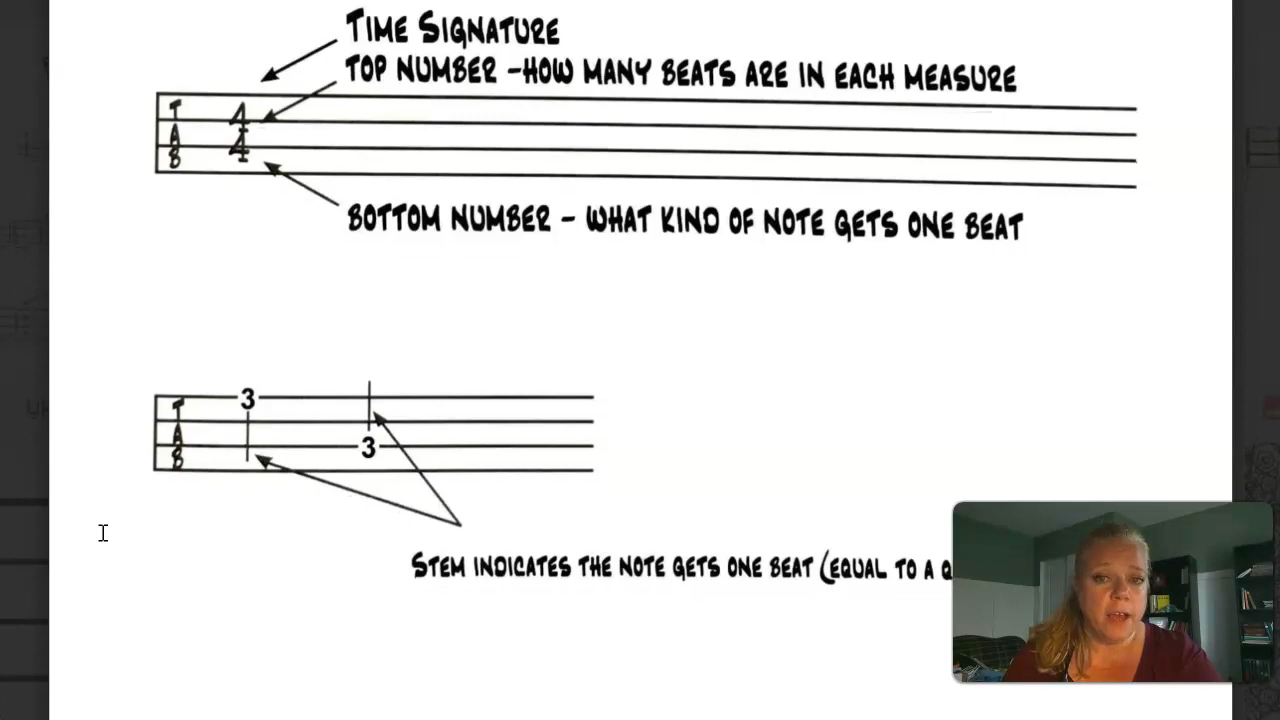 TIME SIGNATURE
TOP NUMBER -HOW MANY BEATS ARE IN EACH MEASURE
T
A
B
4
4
BOTTOM NUMBER - WHAT KIND OF NOTE GETS ONE BEAT
T
A
B
3
3
STEM INDICATES THE NOTE GETS ONE BEAT (EQUAL TO A